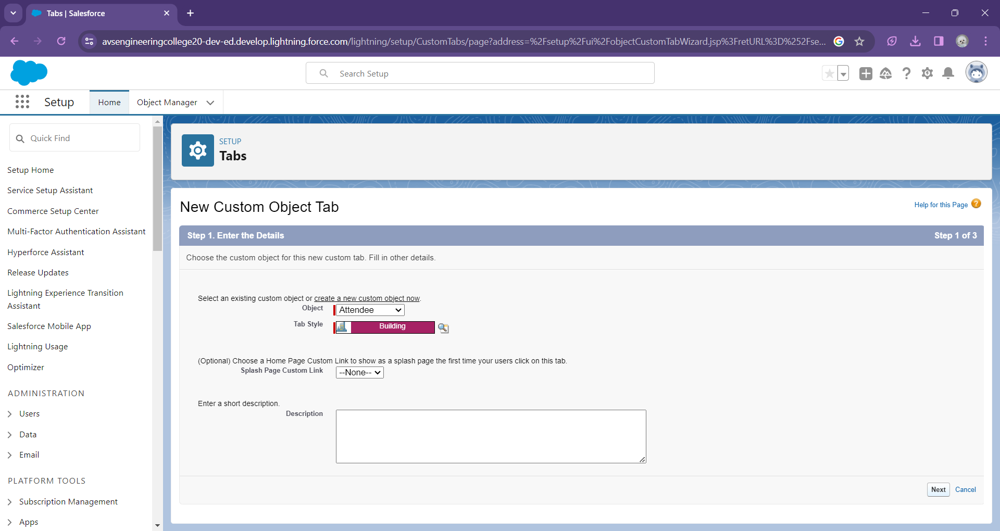 Tabs | Salesforce
avsengineeringcollege20-dev-ed.develop.lightning.force.com/lightning/setup/CustomTabs/page?address=%2Fsetup%2Fui%2FobjectCustomTabWizard.jsp%3FretURL%3D%252Fse...
Search Setup
Setup
Home
Object Manager
Quick Find
Setup Home
Service Setup Assistant
Commerce Setup Center
Multi-Factor Authentication Assistant
Hyperforce Assistant
Release Updates
Lightning Experience Transition
Assistant
Salesforce Mobile App
Lightning Usage
Optimizer
ADMINISTRATION
Users
Data
Email
PLATFORM TOOLS
Subscription Management
Apps
SETUP
Tabs
New Custom Object Tab
Help for this Page
Step 1. Enter the Details
Step 1 of 3
Choose the custom object for this new custom tab. Fill in other details.
Select an existing custom object or create a new custom object now.
Object Attendee
Tab Style Building
(Optional) Choose a Home Page Custom Link to show as a splash page the first time your users click on this tab.
Splash Page Custom Link --None--
Enter a short description.
Description
Next Cancel